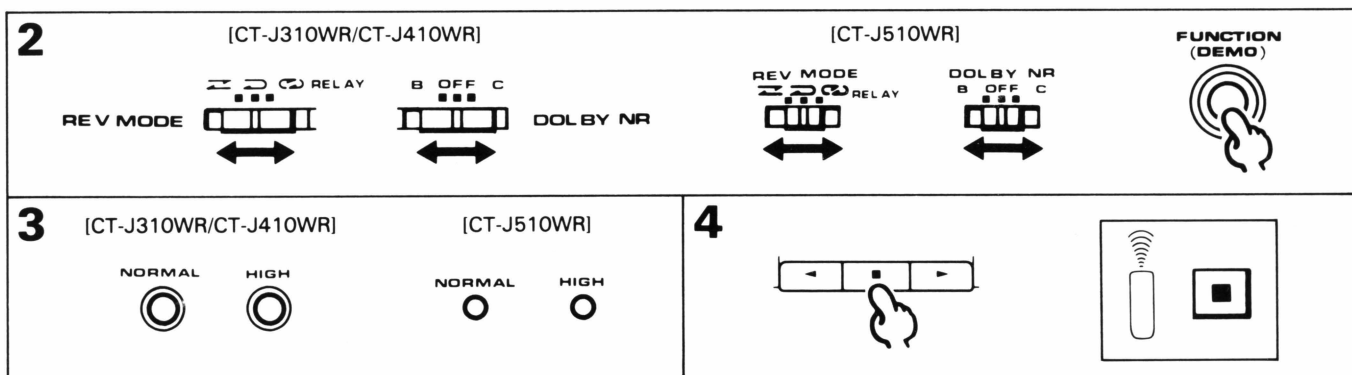 2
[CT-J310WR/CT-J410WR]
RELAY
REV MODE
B OFF C
DOLBY NR
[CT-J510WR]
REV MODE
RELAY
DOLBY NR
B OFF C
FUNCTION
(DEMO)
3
[CT-J310WR/CT-J410WR]
NORMAL HIGH
[CT-J510WR]
NORMAL HIGH
4